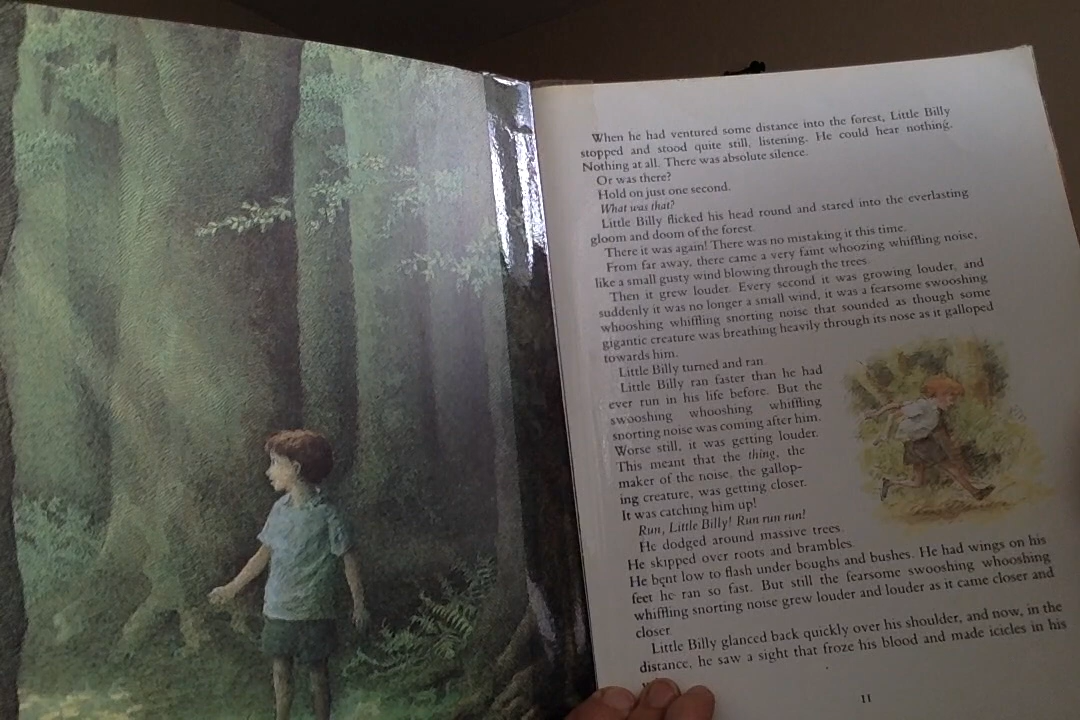 When he had ventured some distance into the forest, Little Billy
stopped and stood quite still, listening. He could hear nothing.
Nothing at all. There was absolute silence.
Or was there?
Hold on just one second.
What was that?
Little Billy flicked his head round and stared into the everlasting
gloom and doom of the forest.
There it was again! There was no mistaking it this time.
From far away, there came a very faint whoozing whiffling noise,
like a small gusty wind blowing through the trees.
Then it grew louder. Every second it was growing louder, and
suddenly it was no longer a small wind, it was a fearsome swooshing
whooshing whiffling snorting noise that sounded as though some
gigantic creature was breathing heavily through its nose as it galloped
towards him.
Little Billy turned and ran
Little Billy ran faster than he had
ever run in his life before. But the
swooshing whooshing whiffling
snorting noise was coming after him.
Worse still, it was getting louder.
This meant that the thing, the
maker of the noise, the gallop-
ing creature, was getting closer.
It was catching him up!
Run, Little Billy! Run run run!
He dodged around massive trees.
He skipped over roots and brambles.
He bent low to flash under boughs and bushes. He had wings on his
feet he ran so fast. But still the fearsome swooshing whooshing
whiffling snorting noise grew louder and louder as it came closer and
closer.
Little Billy glanced back quickly over his shoulder, and now, in the
distance, he saw a sight that froze his blood and made icicles in his
11